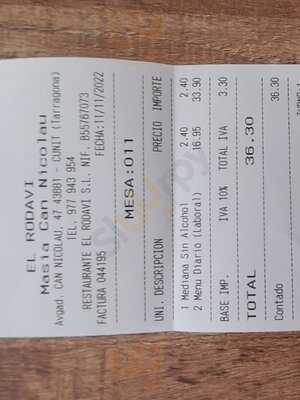 EL RODAVI
Masia Can Nicolau
Avgad. CAN NICOLAU, 47 43881 - CUNIT (Tarragona)
TEL. 977 943 954
RESTAURANTE EL RODAVI S.L. NIF. B55767073
FACTURA 044195 FECHA:11/11/2022
MESA:011
UNI. DESCRIPCION PRECIO IMPORTE
1 Mediana Sin Alcohol 2.40 2.40
2 Menu Diario (Laboral) 16.95 33.90
BASE IMP. IVA 10% TOTAL IVA 3.30
TOTAL 36.30
Contado 36.30